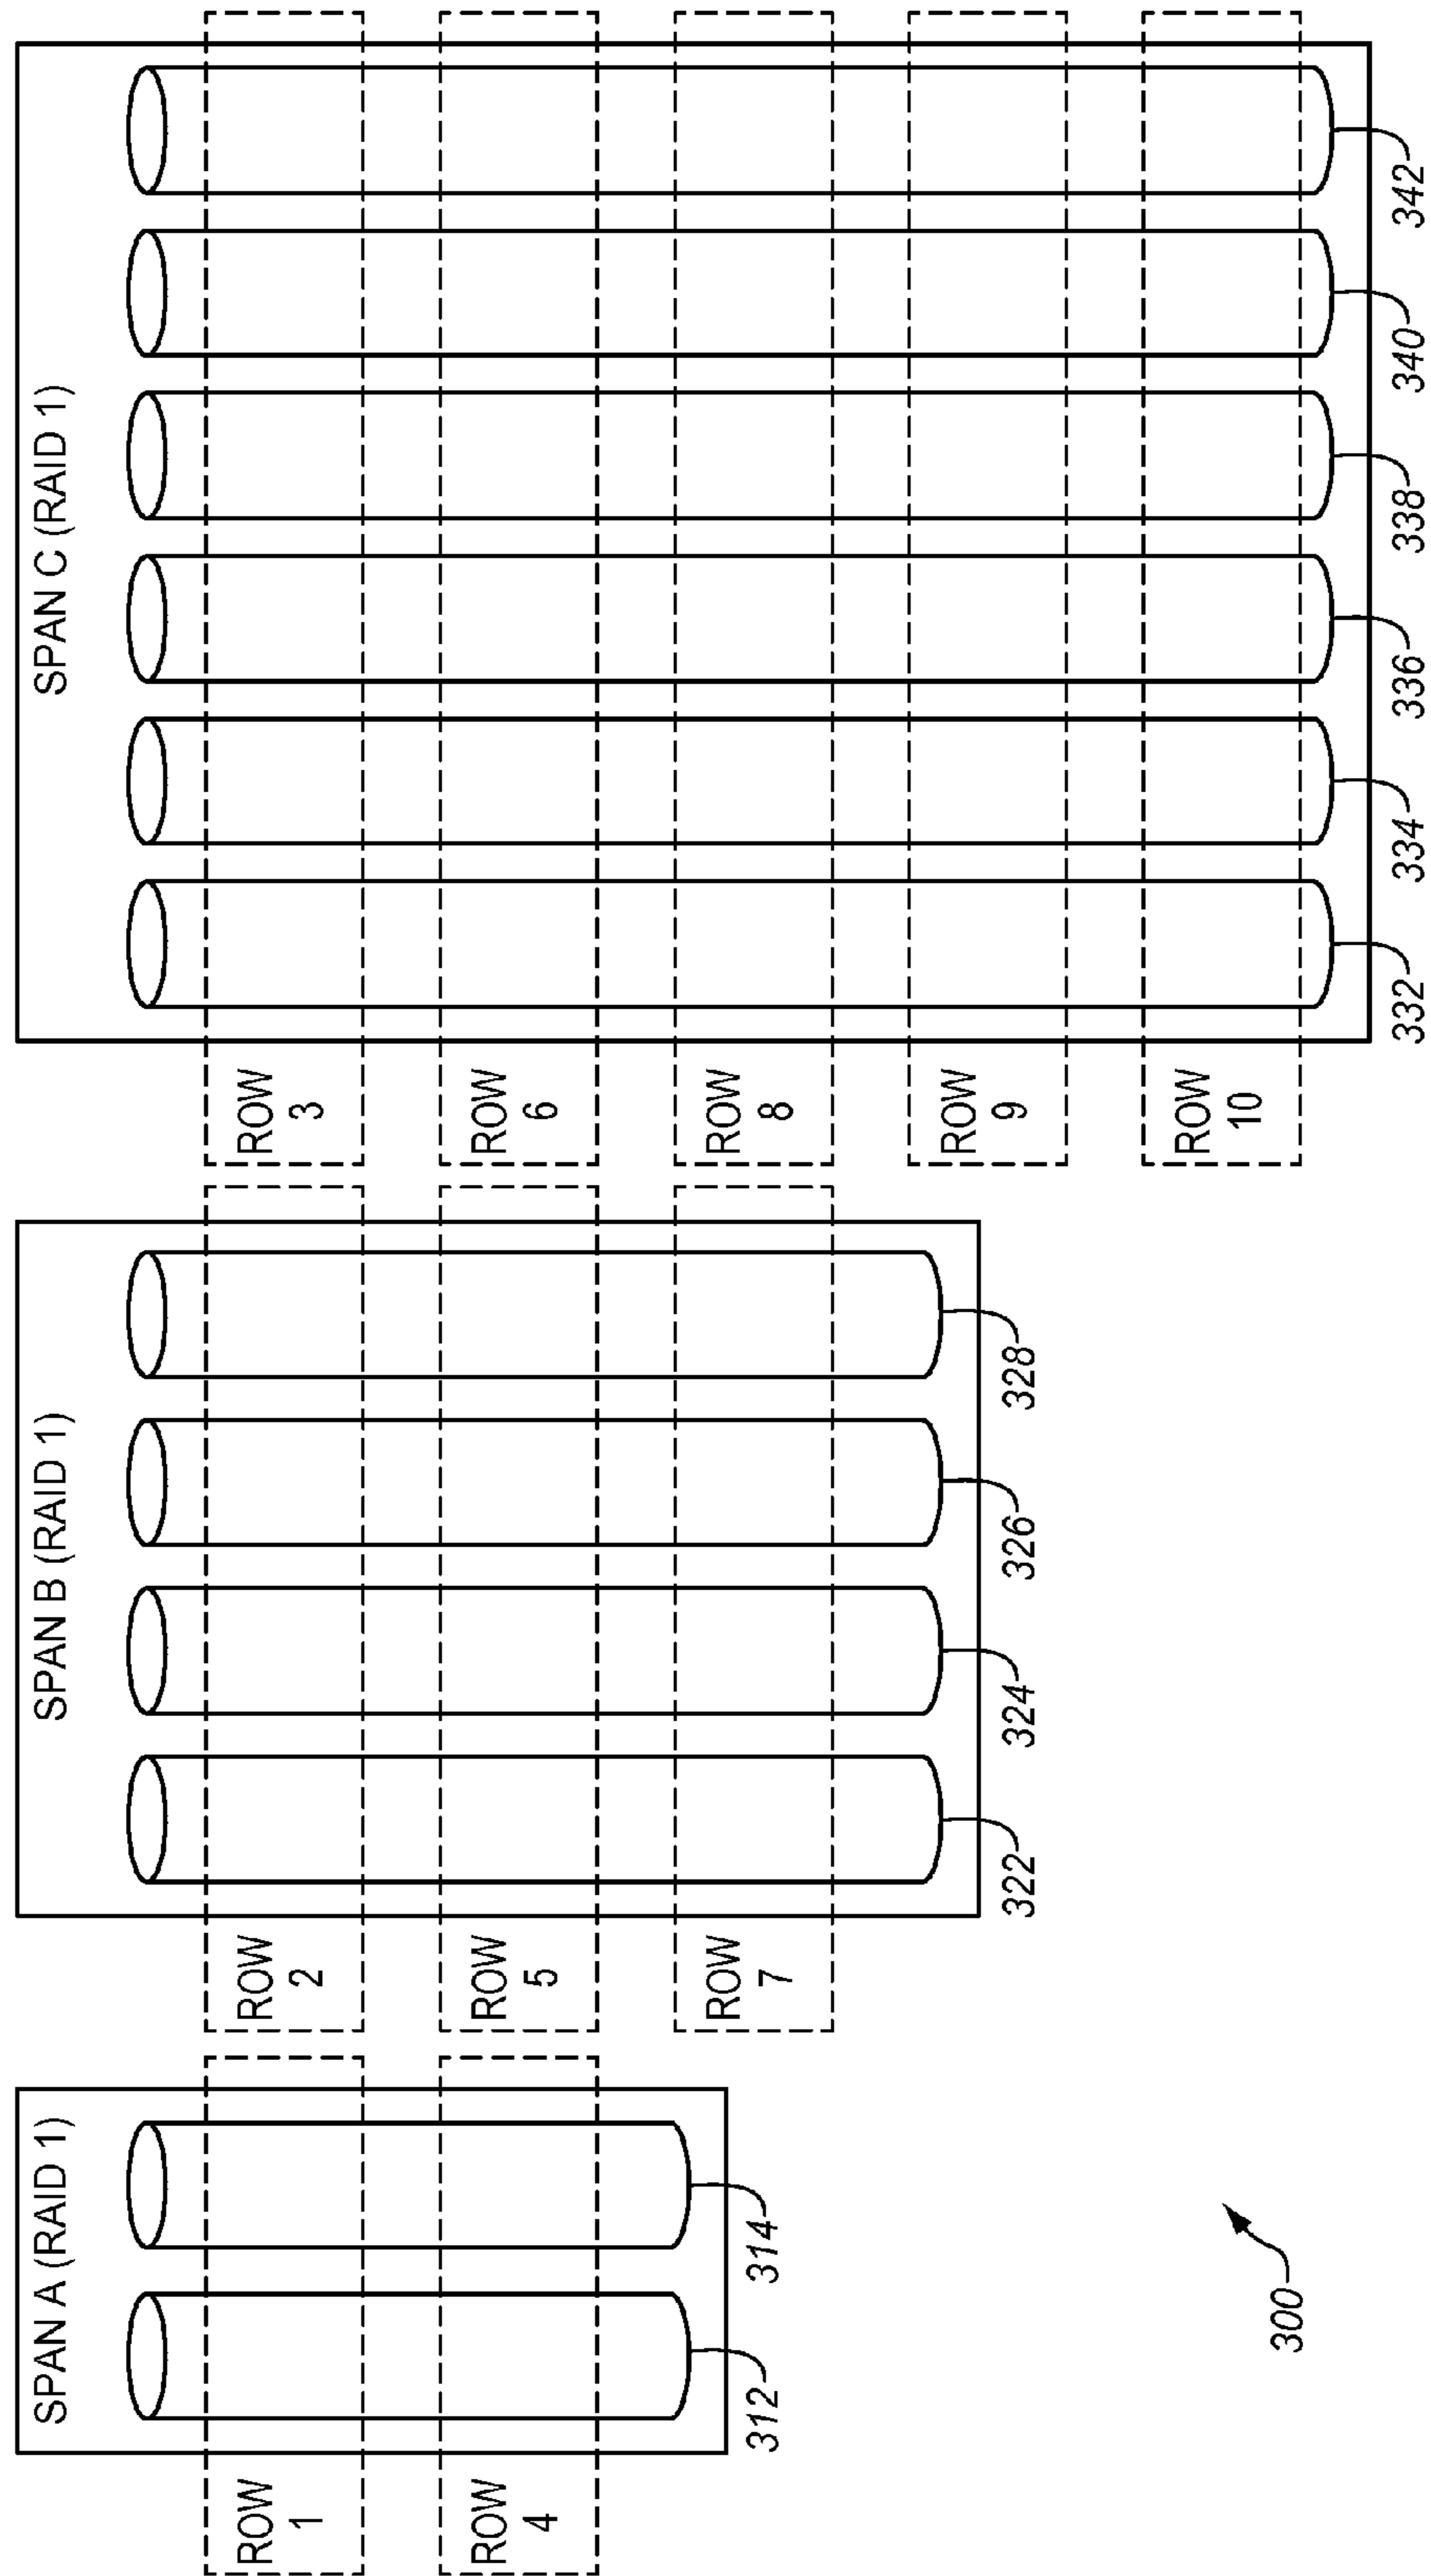 SPAN A (RAID 1)
ROW
1
ROW
4
312
314
SPAN B (RAID 1)
ROW
2
ROW
5
ROW
7
322
324
326
328
SPAN C (RAID 1)
ROW
3
ROW
6
ROW
8
ROW
9
ROW
10
332
334
336
338
340
342
300